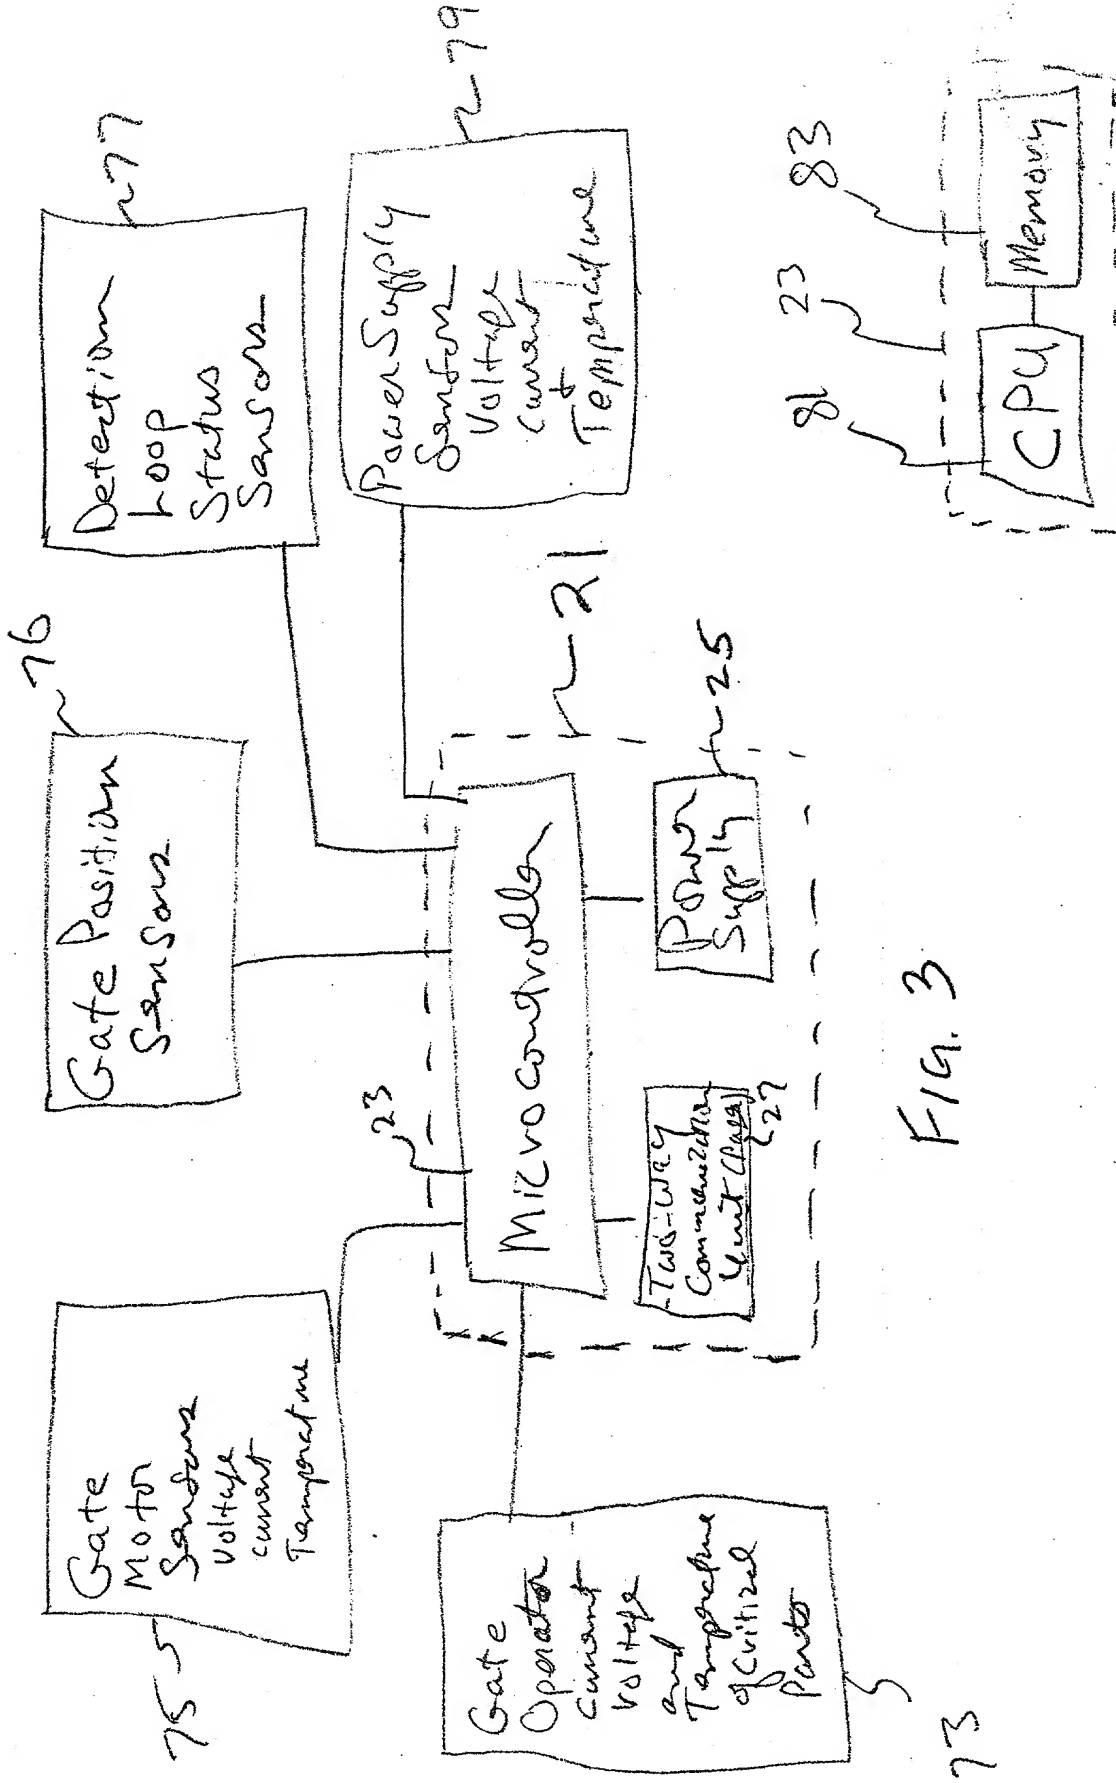 75
Gate
Motor
Sensors
Voltage
Current
Temperature
76
Gate Position
Sensors
77
Detection
Loop
Status
Sensors
79
Power Supply
Sensors
Voltage
Current
+
Temperature
73
Gate
Operator
Current
Voltage
and
Temperature
of Critical
Parts
23
Microcontroller
21
Two-Way
Communication
Unit
27
Power
Supply
25
81
23
83
CPU
Memory
FIG. 3